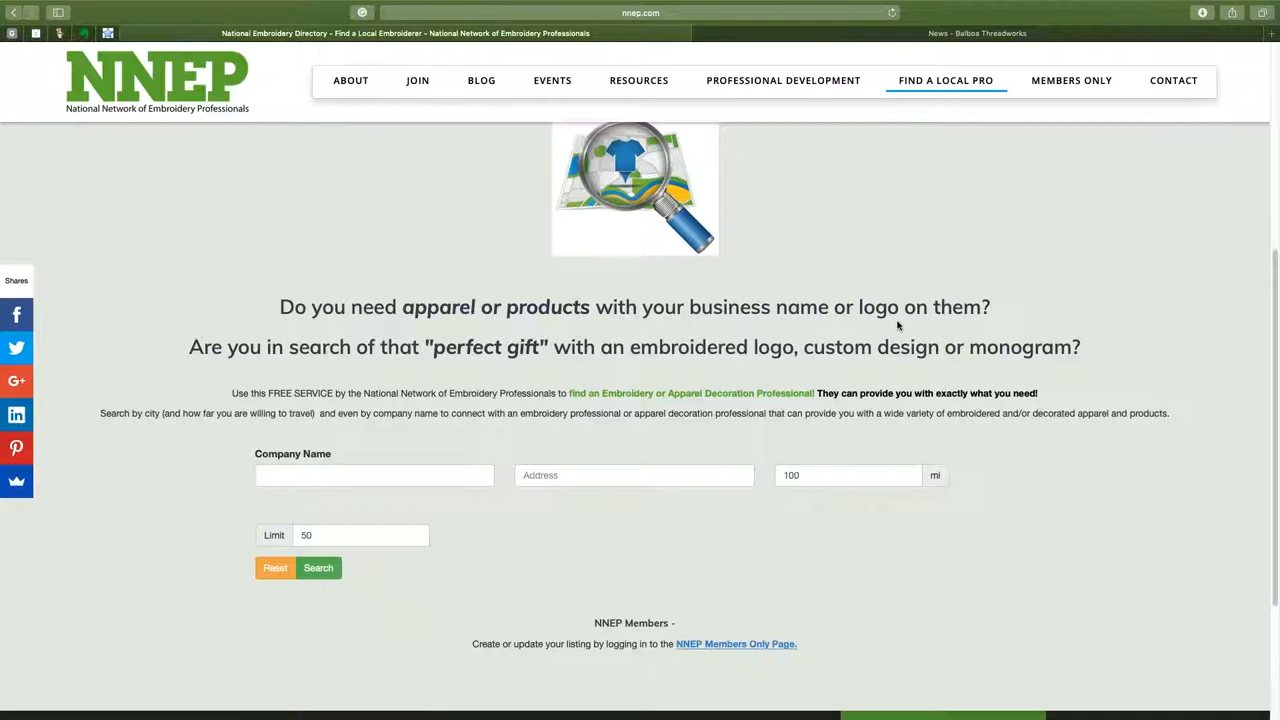 nnep.com
National Embroidery Directory - Find a Local Embroiderer - National Network of Embroidery Professionals
News - Balboa Threadworks
NNEP
National Network of Embroidery Professionals
ABOUT JOIN BLOG EVENTS RESOURCES PROFESSIONAL DEVELOPMENT FIND A LOCAL PRO MEMBERS ONLY CONTACT
Shares
Do you need apparel or products with your business name or logo on them?
Are you in search of that "perfect gift" with an embroidered logo, custom design or monogram?
Use this FREE SERVICE by the National Network of Embroidery Professionals to find an Embroidery or Apparel Decoration Professional! They can provide you with exactly what you need!
Search by city (and how far you are willing to travel) and even by company name to connect with an embroidery professional or apparel decoration professional that can provide you with a wide variety of embroidered and/or decorated apparel and products.
Company Name
Address 100 mi
Limit 50
Reset Search
NNEP Members -
Create or update your listing by logging in to the NNEP Members Only Page.